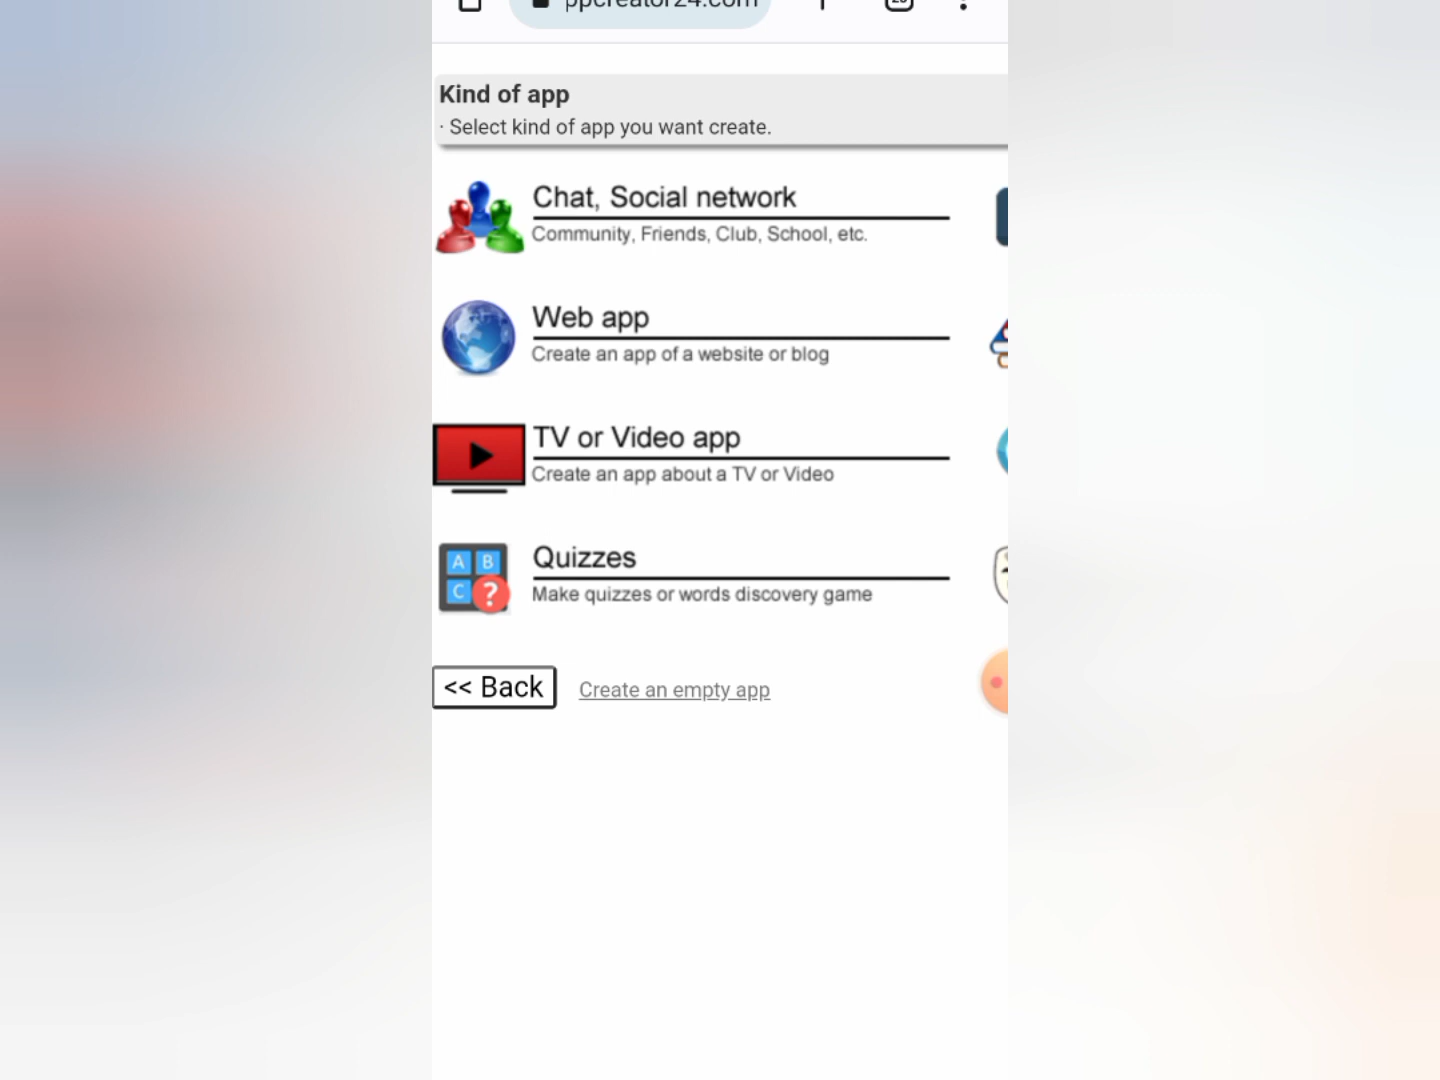 ppcreator24.com
Kind of app
· Select kind of app you want create.
Chat, Social network
Community, Friends, Club, School, etc.
Web app
Create an app of a website or blog
TV or Video app
Create an app about a TV or Video
A B
C ?
Quizzes
Make quizzes or words discovery game
<< Back Create an empty app